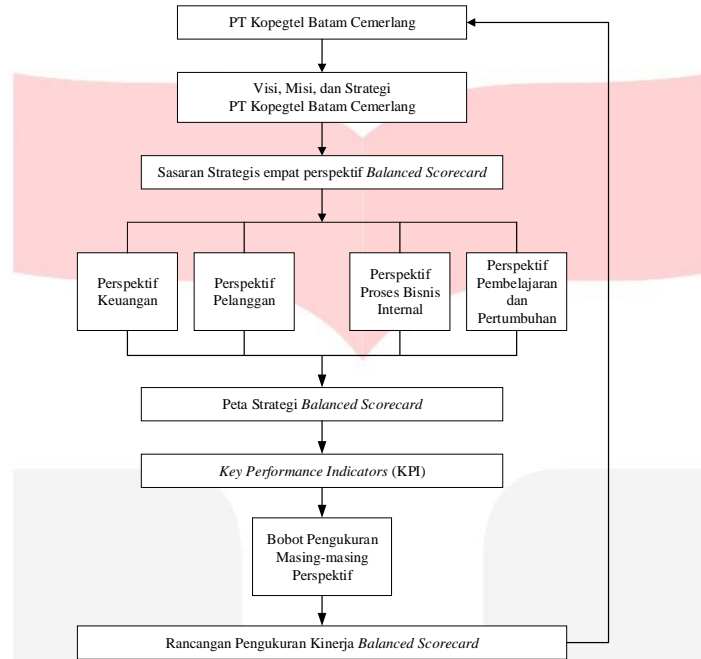 PT Kopegtel Batam Cemerlang
Visi, Misi, dan Strategi
PT Kopegtel Batam Cemerlang
Sasaran Strategis empat perspektif Balanced Scorecard
Perspektif
Keuangan
Perspektif
Pelanggan
Perspektif
Proses Bisnis
Internal
Perspektif
Pembelajaran
dan
Pertumbuhan
Peta Strategi Balanced Scorecard
Key Performance Indicators (KPI)
Bobot Pengukuran
Masing-masing
Perspektif
Rancangan Pengukuran Kinerja Balanced Scorecard